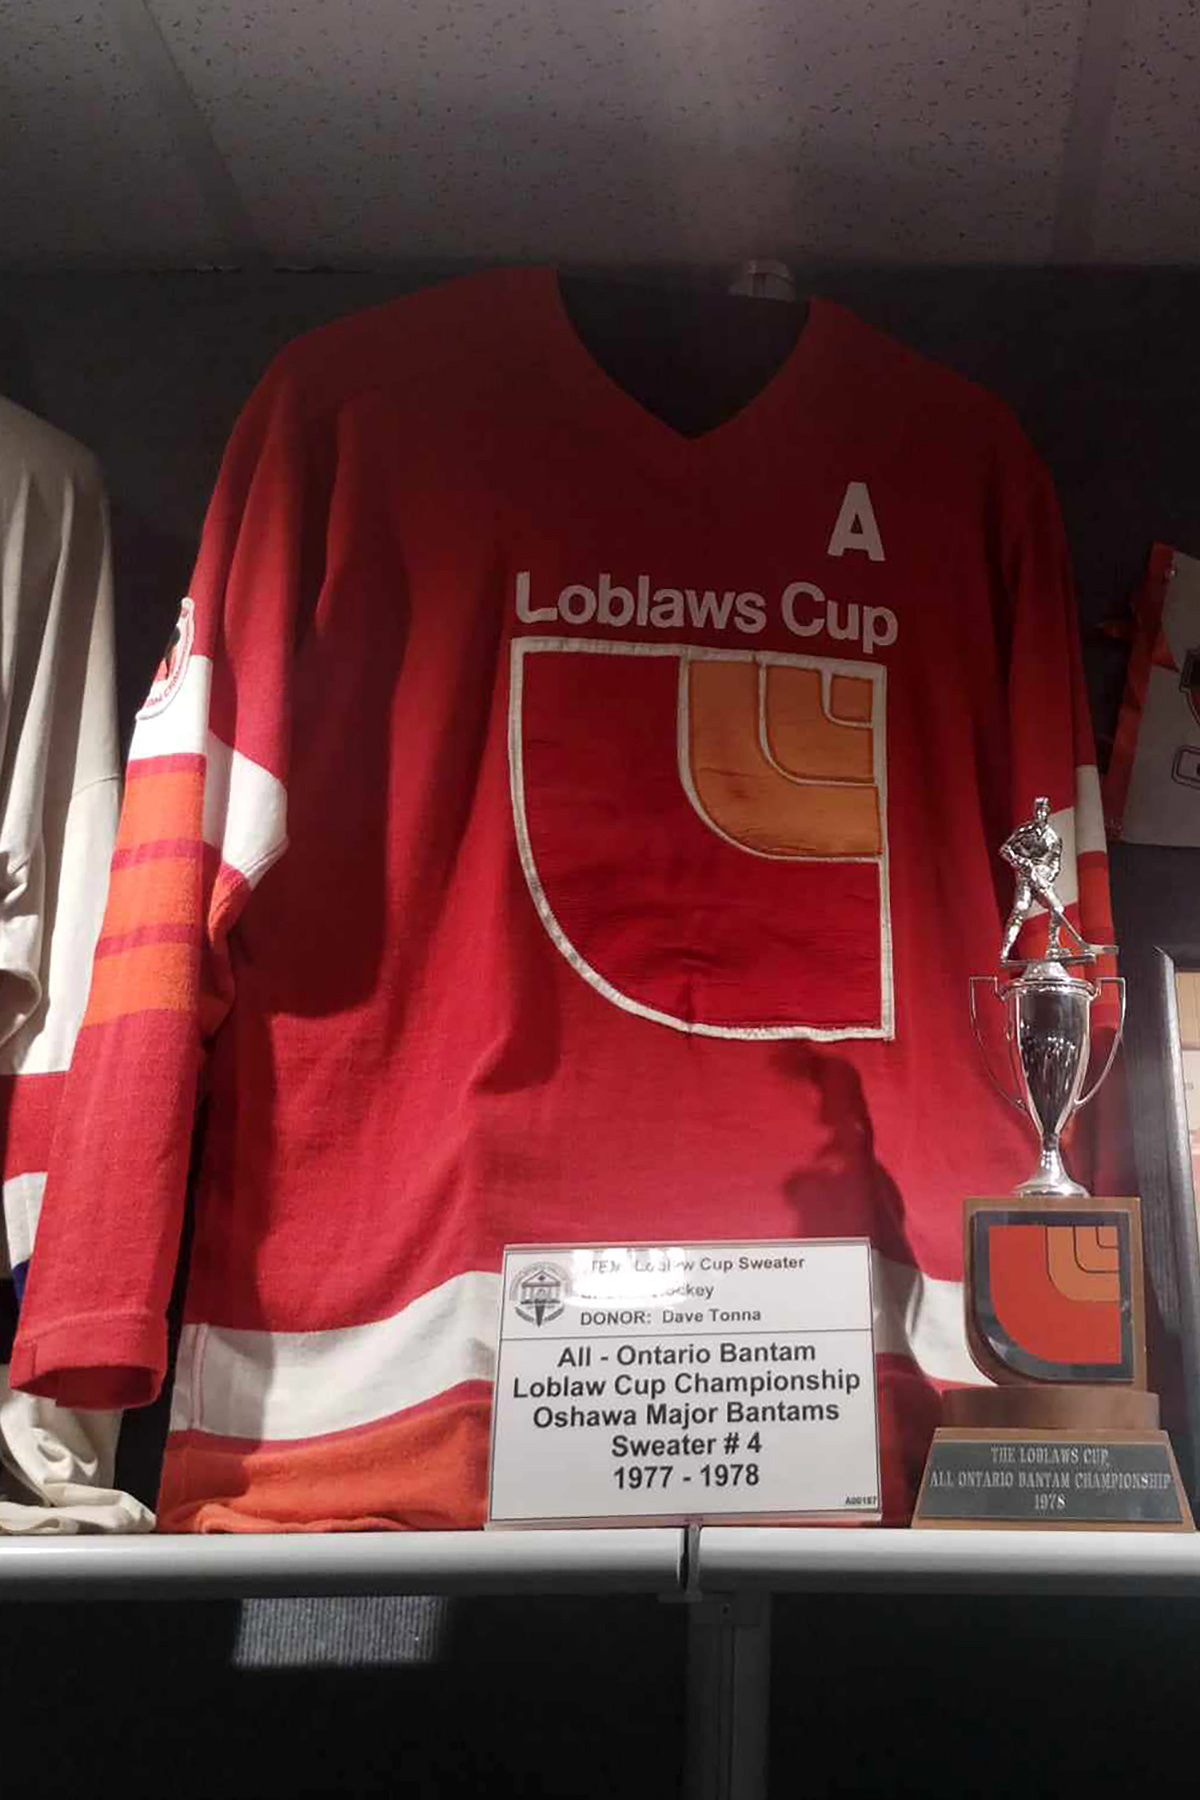 A
Loblaws Cup
Cup Sweater
DONOR: Dave Tonna
All - Ontario Bantam
Loblaw Cup Championship
Oshawa Major Bantams
Sweater # 4
1977 - 1978
A00187
THE LOBLAWS CUP
ALL ONTARIO BANTAM CHAMPIONSHIP
1978